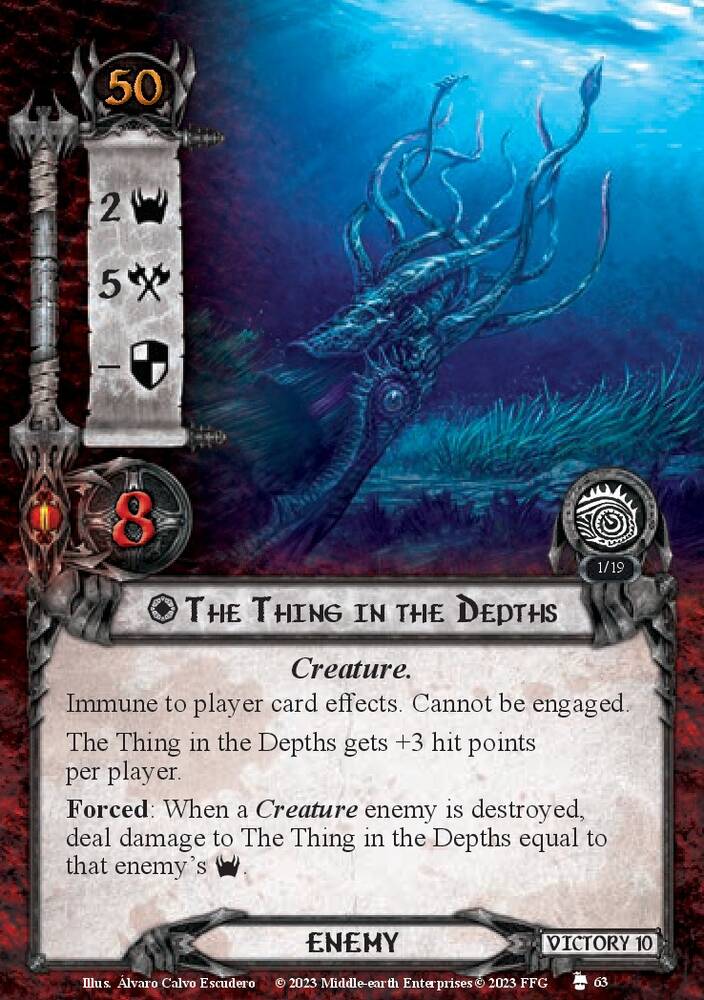 50
2
5
–
8
1/19
The Thing in the Depths
Creature.
Immune to player card effects. Cannot be engaged.
The Thing in the Depths gets +3 hit points
per player.
Forced: When a Creature enemy is destroyed,
deal damage to The Thing in the Depths equal to
that enemy's .
ENEMY
VICTORY 10
Illus. Álvaro Calvo Escudero © 2023 Middle-earth Enterprises © 2023 FFG 63